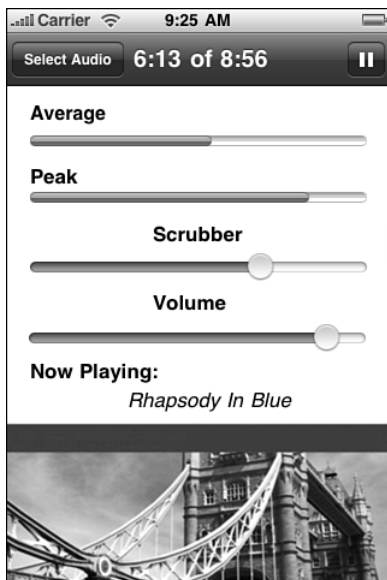 Carrier 9:25 AM
Select Audio 6:13 of 8:56
Average
Peak
Scrubber
Volume
Now Playing:
Rhapsody In Blue